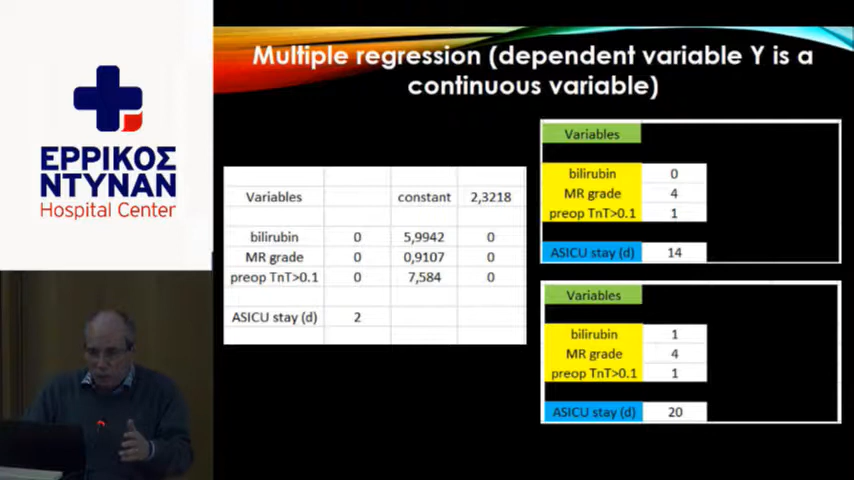 ΕΡΡΙΚΟΣ
ΝΤΥΝΑΝ
Hospital Center
Multiple regression (dependent variable Y is a
continuous variable)
Variables constant 2,3218
bilirubin 0 5,9942 0
MR grade 0 0,9107 0
preop TnT>0.1 0 7,584 0
ASICU stay (d) 2
Variables
bilirubin 0
MR grade 4
preop TnT>0.1 1
ASICU stay (d) 14
Variables
bilirubin 1
MR grade 4
preop TnT>0.1 1
ASICU stay (d) 20